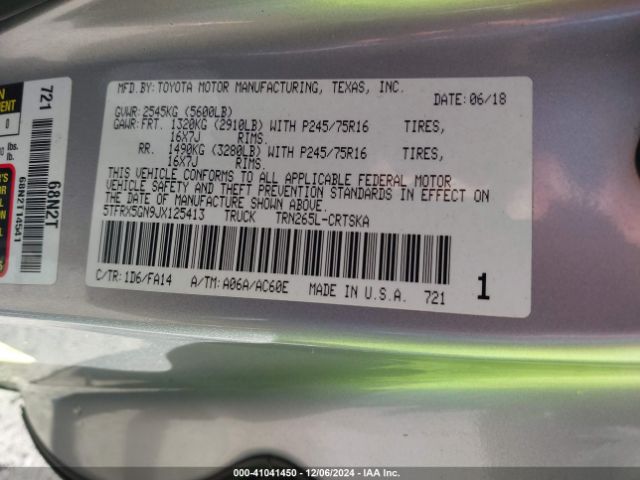 MFD.BY: TOYOTA MOTOR MANUFACTURING, TEXAS, INC.
DATE: 06/18
GVWR: 2545KG (5600LB)
GAWR: FRT. 1320KG (2910LB) WITH P245/75R16 TIRES,
16X7J RIMS.
RR. 1490KG (3280LB) WITH P245/75R16 TIRES,
16X7J RIMS.
THIS VEHICLE CONFORMS TO ALL APPLICABLE FEDERAL MOTOR
VEHICLE SAFETY AND THEFT PREVENTION STANDARDS IN EFFECT ON
THE DATE OF MANUFACTURE SHOWN ABOVE.
5TFRX5GN9JX125413 TRUCK TRN265L-CRTSKA
C/TR: 1D6/FA14 A/TM: A06A/AC60E MADE IN U.S.A. 721 1
721
68N2T
lbs.
lb.
000-41041450 - 12/06/2024 - IAA Inc.